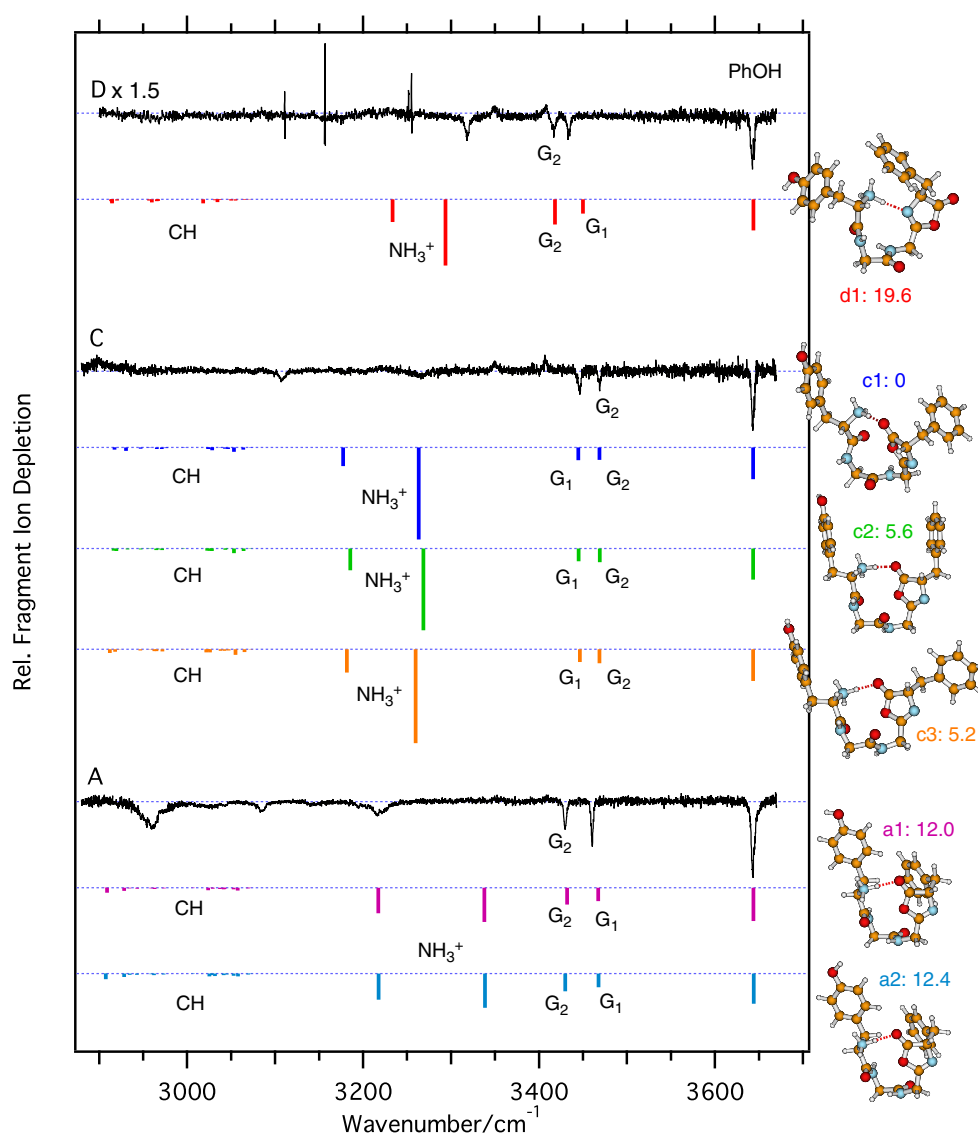 PhOH
D x 1.5
G₂
CH
NH₃⁺
G₂
G₁
d1: 19.6
C
G₂
c1: 0
CH
NH₃⁺
G₁
G₂
c2: 5.6
CH
NH₃⁺
G₁
G₂
CH
NH₃⁺
G₁
G₂
c3: 5.2
A
G₂
a1: 12.0
CH
G₂
G₁
NH₃⁺
CH
G₂
G₁
a2: 12.4
3000
3200
3400
3600
Wavenumber/cm⁻¹
Rel. Fragment Ion Depletion